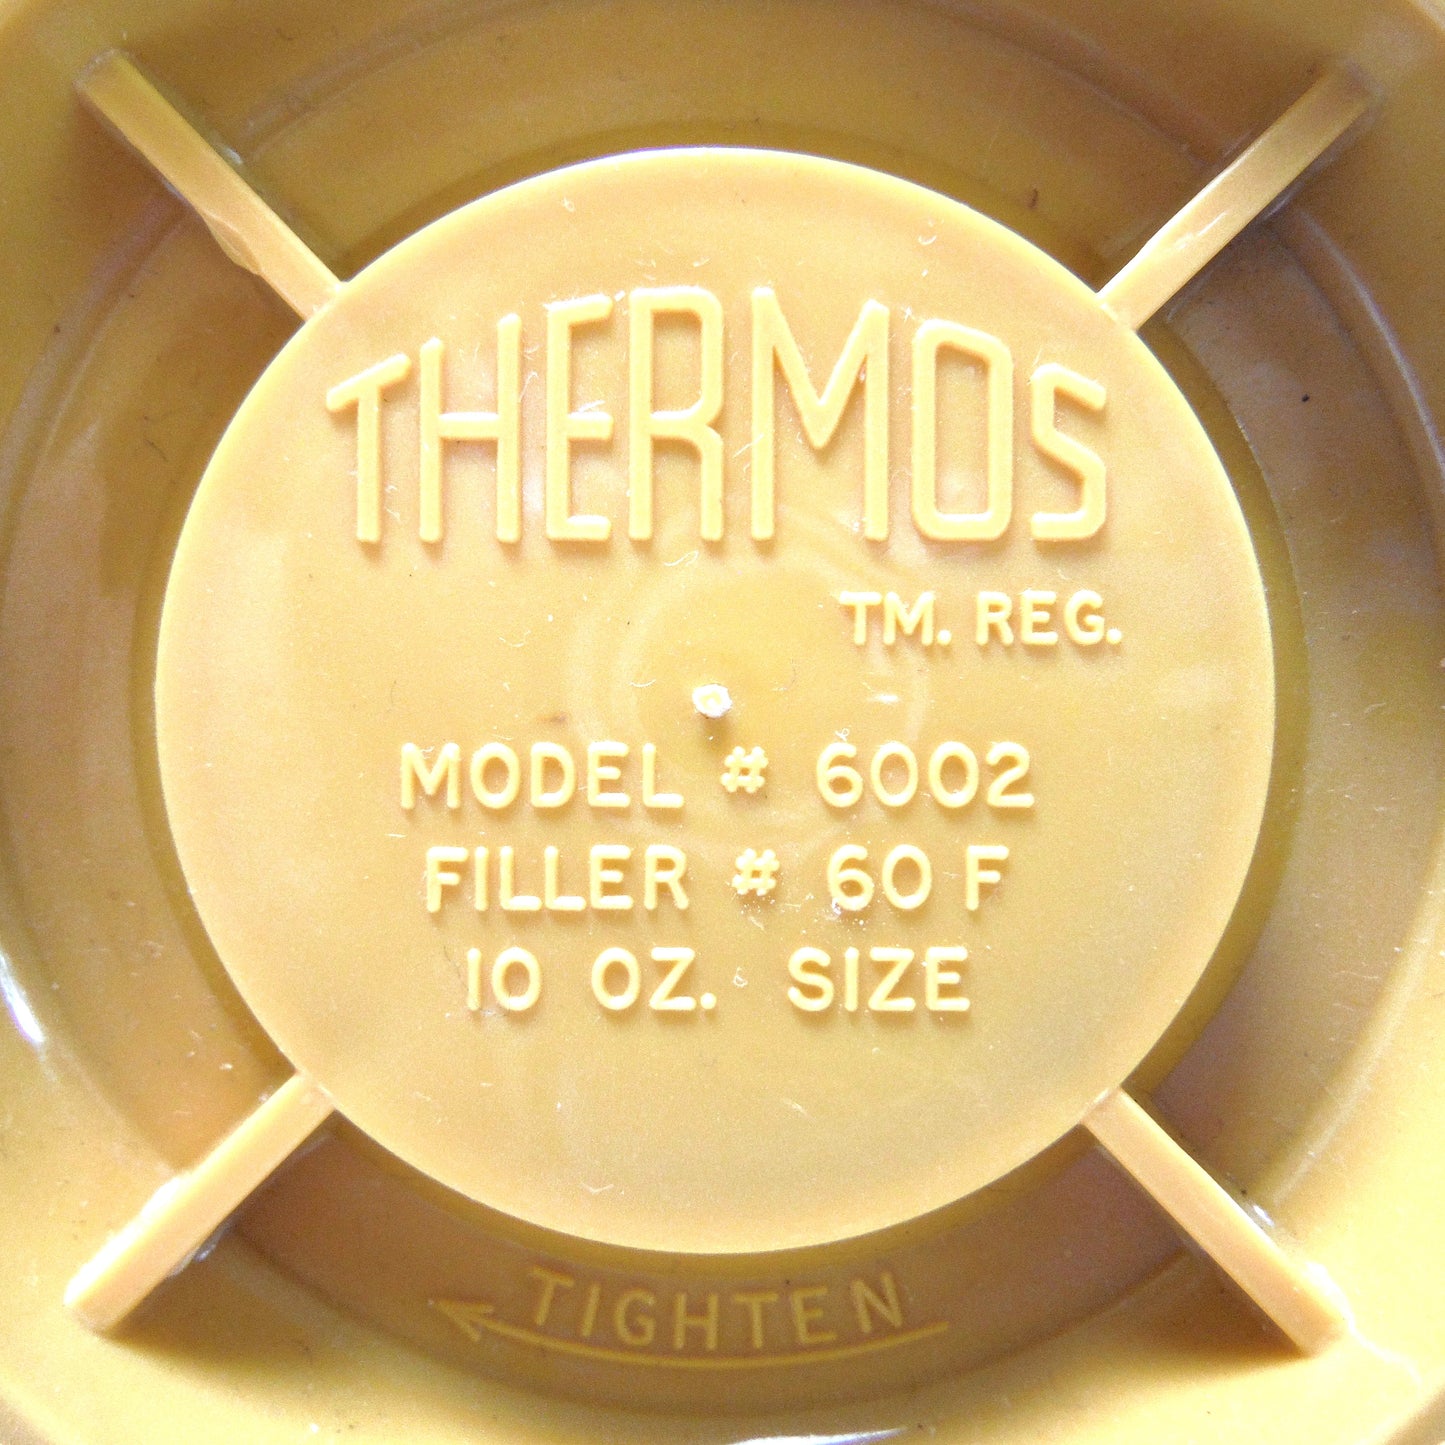 THERMOS
TM. REG.
MODEL # 6002
FILLER # 60 F
10 OZ. SIZE
TIGHTEN